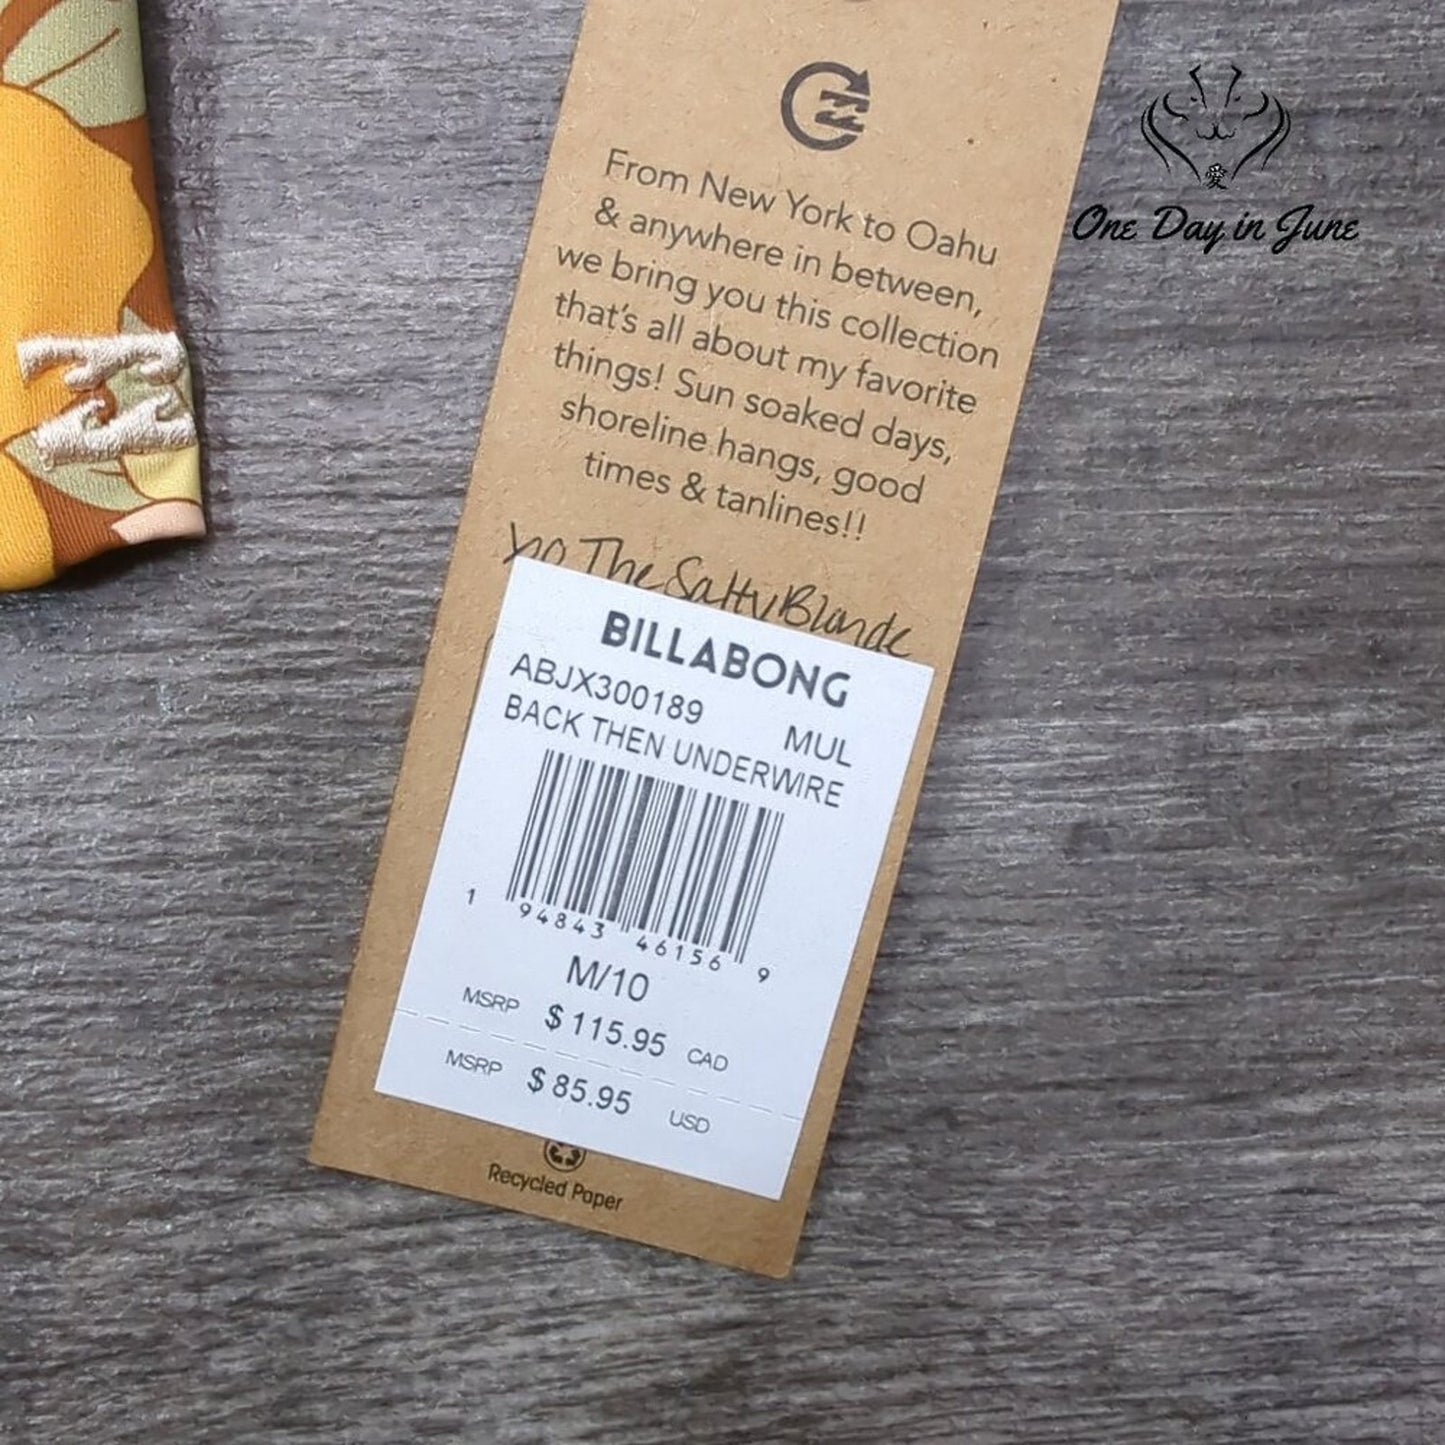 愛
One Day in June
From New York to Oahu
& anywhere in between,
we bring you this collection
that's all about my favorite
things! Sun soaked days,
shoreline hangs, good
times & tanlines!!
xo The Salty Blonde
BILLABONG
ABJX300189 MUL
BACK THEN UNDERWIRE
1 94843 46156 9
M/10
MSRP $115.95 CAD
MSRP $85.95 USD
Recycled Paper